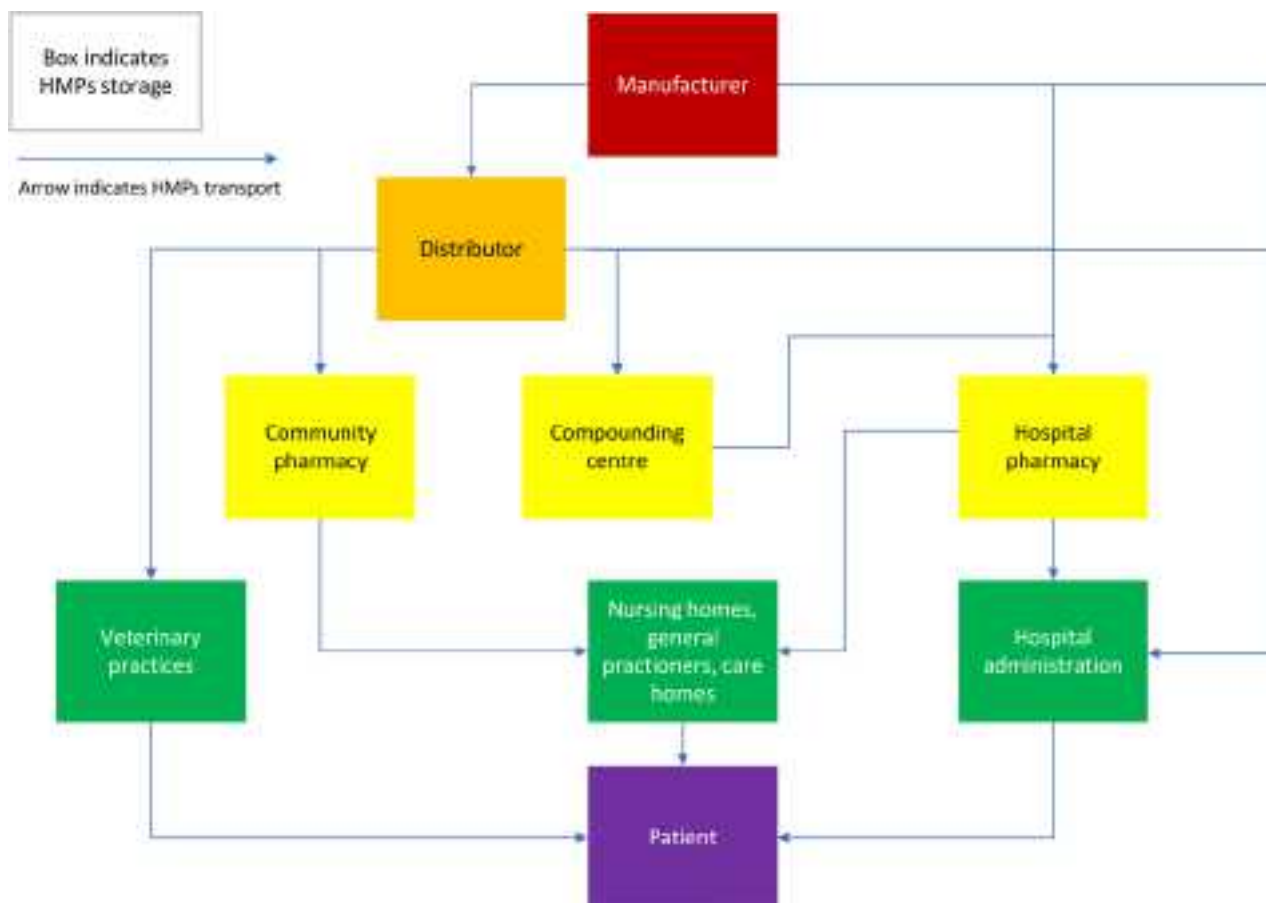 Box indicates
HMPs storage
Arrow indicates HMPs transport
Manufacturer
Distributor
Community
pharmacy
Compounding
centre
Hospital
pharmacy
Veterinary
practices
Nursing homes,
general
practioners, care
homes
Hospital
administration
Patient